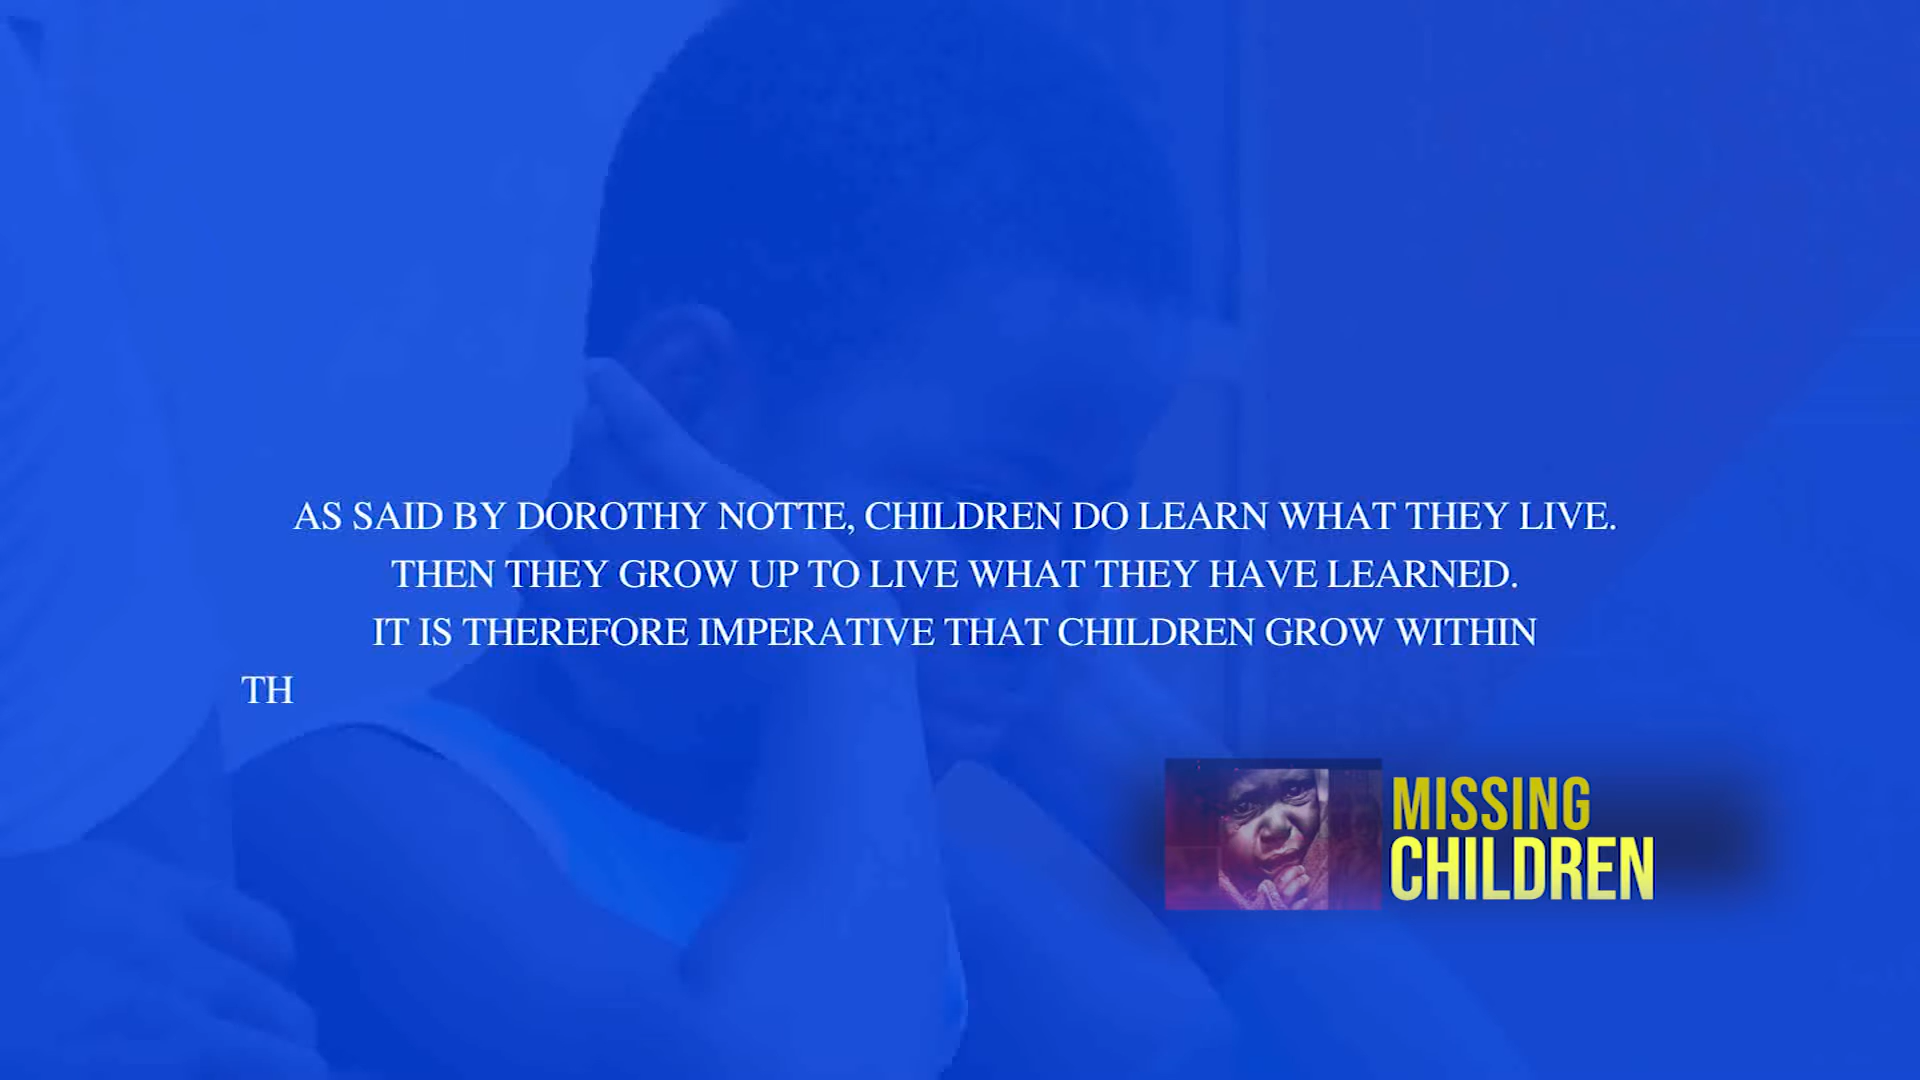 AS SAID BY DOROTHY NOTTE, CHILDREN DO LEARN WHAT THEY LIVE.
THEN THEY GROW UP TO LIVE WHAT THEY HAVE LEARNED.
IT IS THEREFORE IMPERATIVE THAT CHILDREN GROW WITHIN
TH
MISSING
CHILDREN